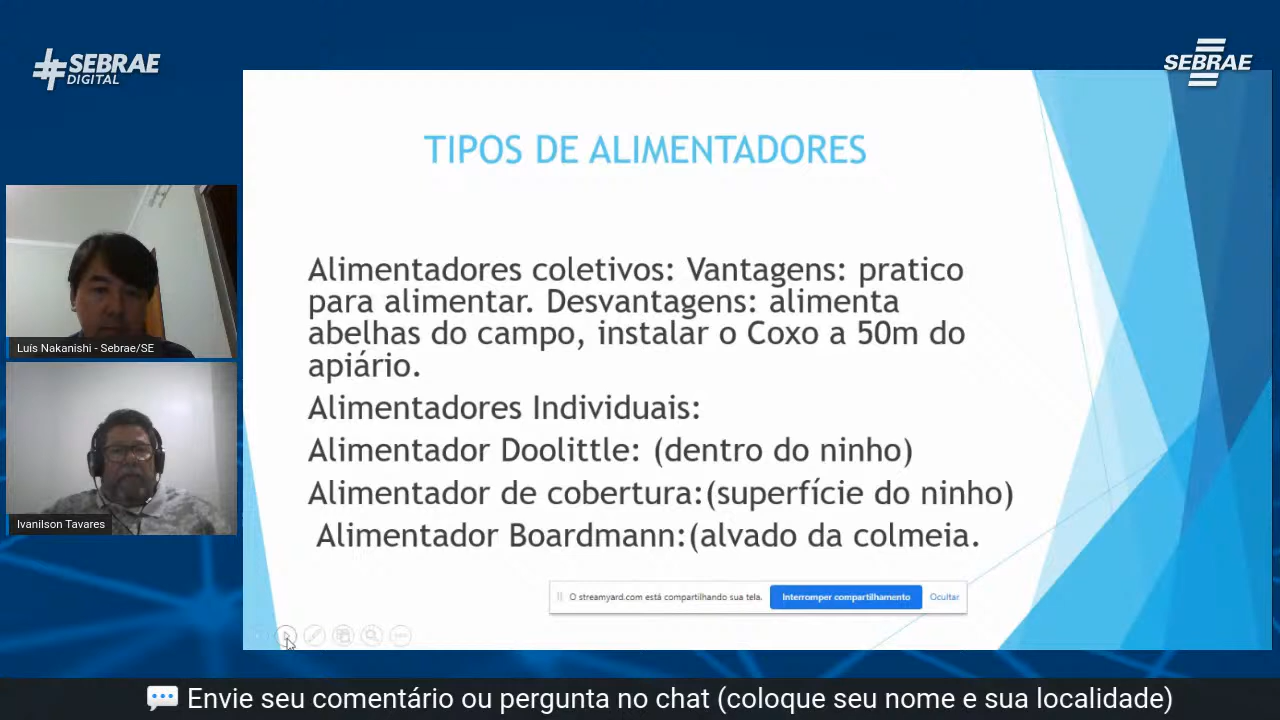 #SEBRAE
DIGITAL
SEBRAE
TIPOS DE ALIMENTADORES
Alimentadores coletivos: Vantagens: pratico
para alimentar. Desvantagens: alimenta
abelhas do campo, instalar o Coxo a 50m do
apiário.
Alimentadores Individuais:
Alimentador Doolittle: (dentro do ninho)
Alimentador de cobertura:(superfície do ninho)
Alimentador Boardmann:(alvado da colmeia.
Luís Nakanishi - Sebrae/SE
Ivanilson Tavares
O streamyard.com está compartilhando sua tela.
Interromper compartilhamento
Ocultar
Envie seu comentário ou pergunta no chat (coloque seu nome e sua localidade)